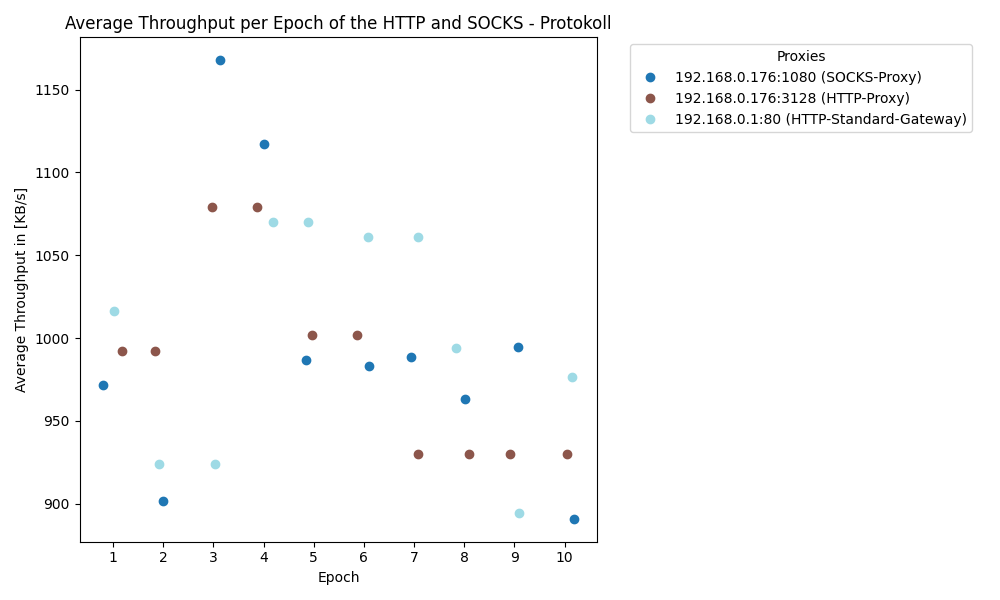 Average Throughput per Epoch of the HTTP and SOCKS - Protokoll
Proxies
192.168.0.176:1080 (SOCKS-Proxy)
192.168.0.176:3128 (HTTP-Proxy)
192.168.0.1:80 (HTTP-Standard-Gateway)
Average Throughput in [KB/s]
1150
1100
1050
1000
950
900
1 2 3 4 5 6 7 8 9 10
Epoch